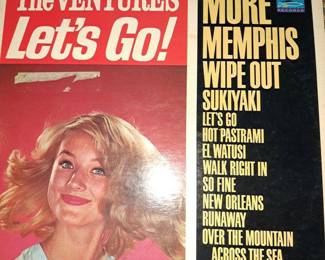 The VENTURES
Let's Go!
MORE
MEMPHIS
WIPE OUT
SUKIYAKI
LET'S GO
HOT PASTRAMI
EL WATUSI
WALK RIGHT IN
SO FINE
NEW ORLEANS
RUNAWAY
OVER THE MOUNTAIN
ACROSS THE SEA